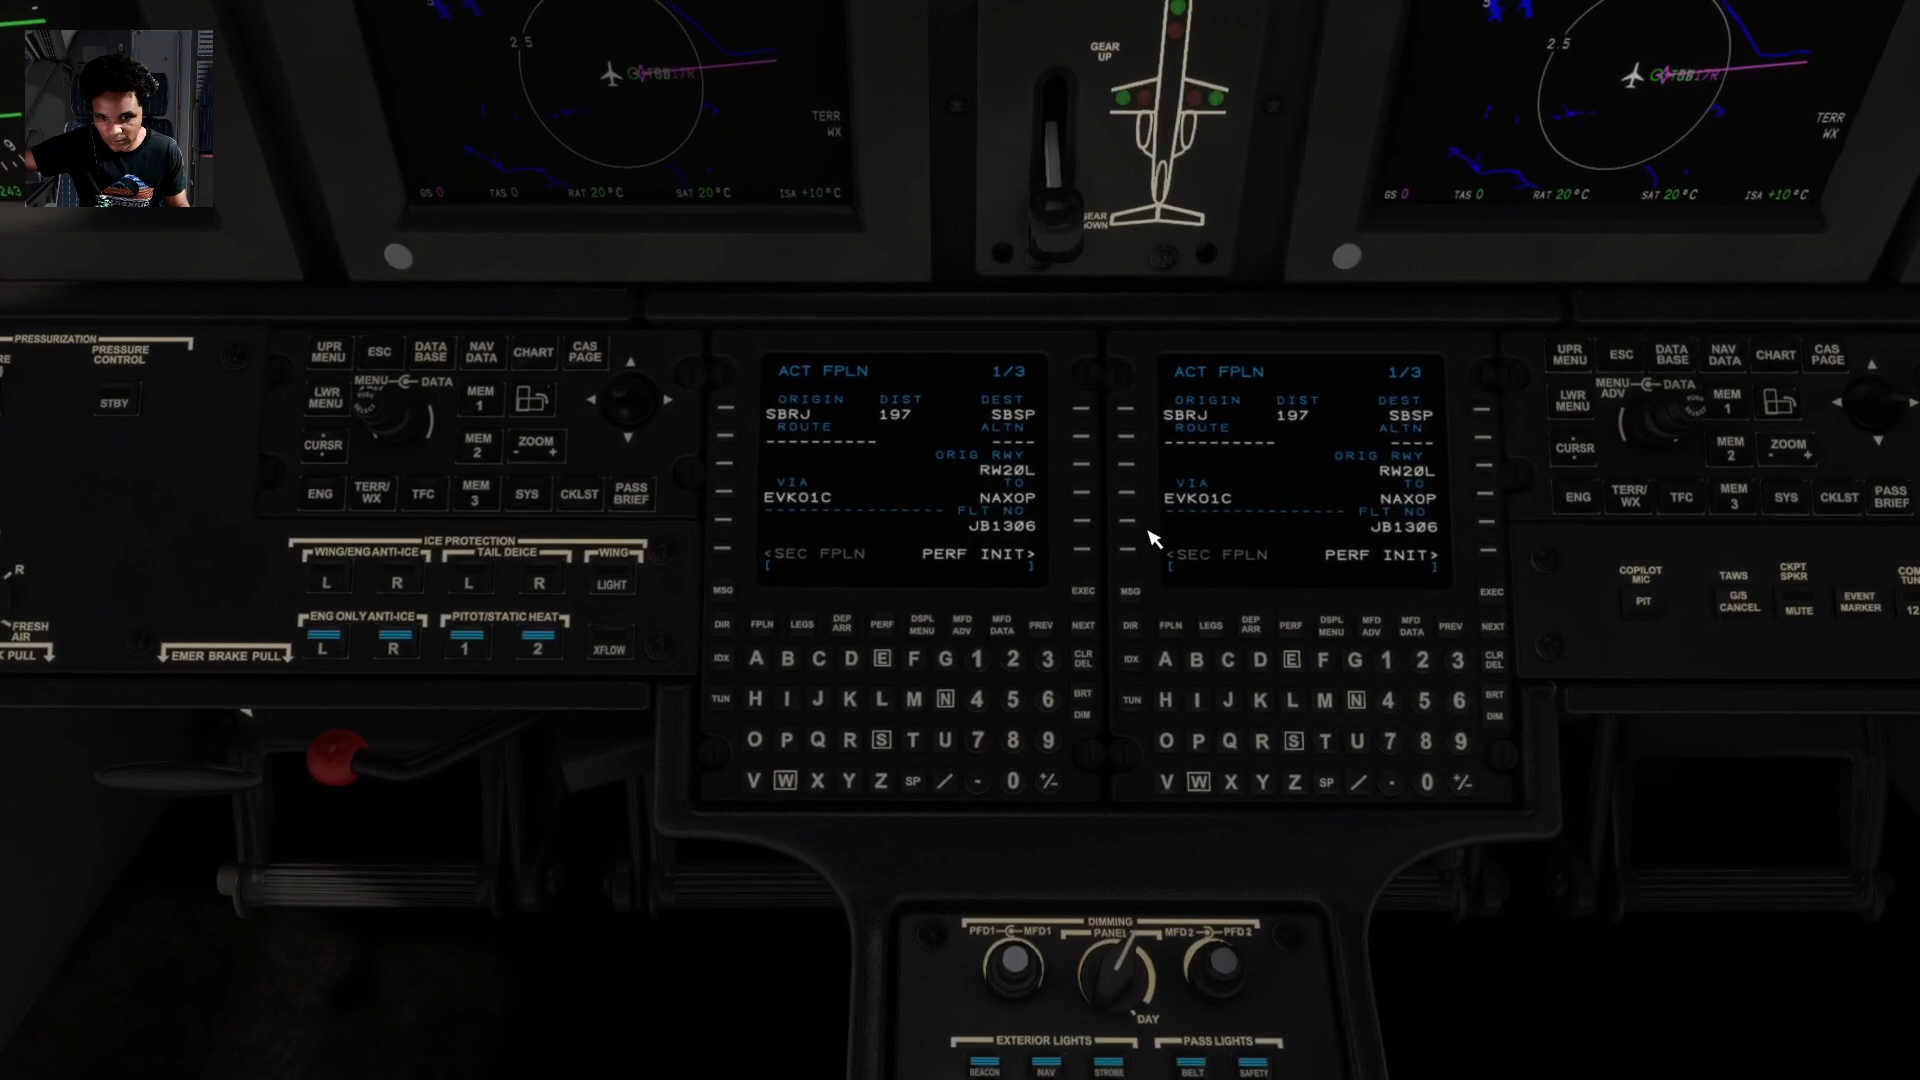 2.5
TERR
WX
GS 0 TAS 0 RAT 20°C SAT 20°C ISA +10°C
9
243
GEAR
UP
GEAR
DOWN
2.5
TERR
WX
GS 0 TAS 0 RAT 20°C SAT 20°C ISA +10°C
PRESSURIZATION
PRESSURE
CONTROL
STBY
UPR
MENU
ESC
DATA
BASE
NAV
DATA
CHART
CAS
PAGE
LWR
MENU
MENU
DATA
PUSH
SELECT
MEM
1
CURSR
MEM
2
ZOOM
- +
ENG
TERR/
WX
TFC
MEM
3
SYS
CKLST
PASS
BRIEF
ICE PROTECTION
WING/ENG ANTI-ICE TAIL DEICE WING
L R L R LIGHT
ENG ONLY ANTI-ICE PITOT/STATIC HEAT
L R 1 2 XFLOW
R
FRESH
AIR
PULL
EMER BRAKE PULL
ACT FPLN 1/3
ORIGIN DIST DEST
SBRJ 197 SBSP
ROUTE ALTN
---------- ----
ORIG RWY
RW20L
VIA TO
EVK01C NAXOP
--------------- FLT NO
JB1306
<SEC FPLN PERF INIT>
[ ]
MSG EXEC
DIR FPLN LEGS DEP
ARR PERF DSPL
MENU MFD
ADV MFD
DATA PREV NEXT
IDX A B C D E F G 1 2 3 CLR
DEL
TUN H I J K L M N 4 5 6 BRT
DIM
O P Q R S T U 7 8 9
V W X Y Z SP / - 0 +/-
ACT FPLN 1/3
ORIGIN DIST DEST
SBRJ 197 SBSP
ROUTE ALTN
---------- ----
ORIG RWY
RW20L
VIA TO
EVK01C NAXOP
--------------- FLT NO
JB1306
<SEC FPLN PERF INIT>
[ ]
MSG EXEC
DIR FPLN LEGS DEP
ARR PERF DSPL
MENU MFD
ADV MFD
DATA PREV NEXT
IDX A B C D E F G 1 2 3 CLR
DEL
TUN H I J K L M N 4 5 6 BRT
DIM
O P Q R S T U 7 8 9
V W X Y Z SP / - 0 +/-
UPR
MENU
ESC
DATA
BASE
NAV
DATA
CHART
CAS
PAGE
LWR
MENU
MENU
ADV
DATA
PUSH
SELECT
MEM
1
CURSR
MEM
2
ZOOM
- +
ENG
TERR/
WX
TFC
MEM
3
SYS
CKLST
PASS
BRIEF
COPILOT
MIC
PIT
TAWS
G/S
CANCEL
CKPT
SPKR
MUTE
EVENT
MARKER
DIMMING
PFD1 MFD1 PANEL MFD2 PFD2
DAY
EXTERIOR LIGHTS PASS LIGHTS
BEACON NAV STROBE BELT SAFETY